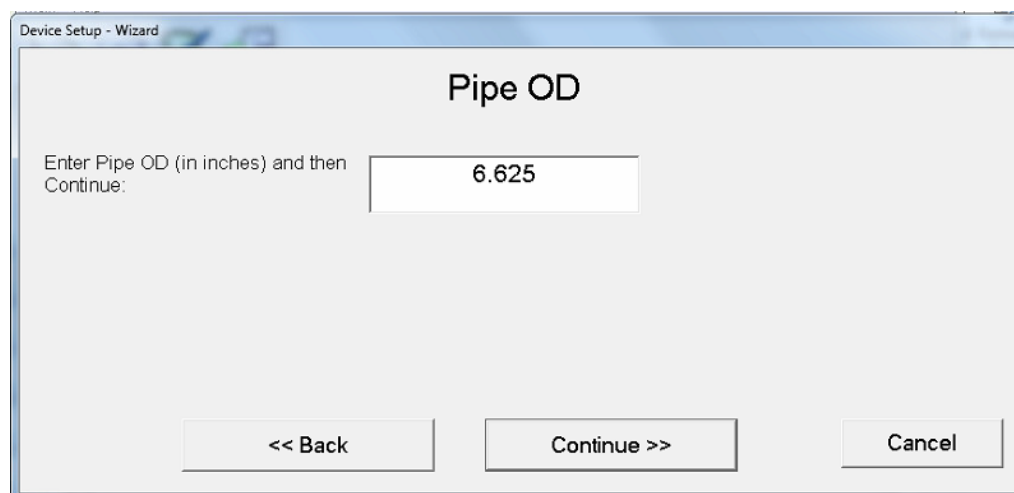 Device Setup - Wizard
Pipe OD
Enter Pipe OD (in inches) and then
Continue:
6.625
<< Back
Continue >>
Cancel